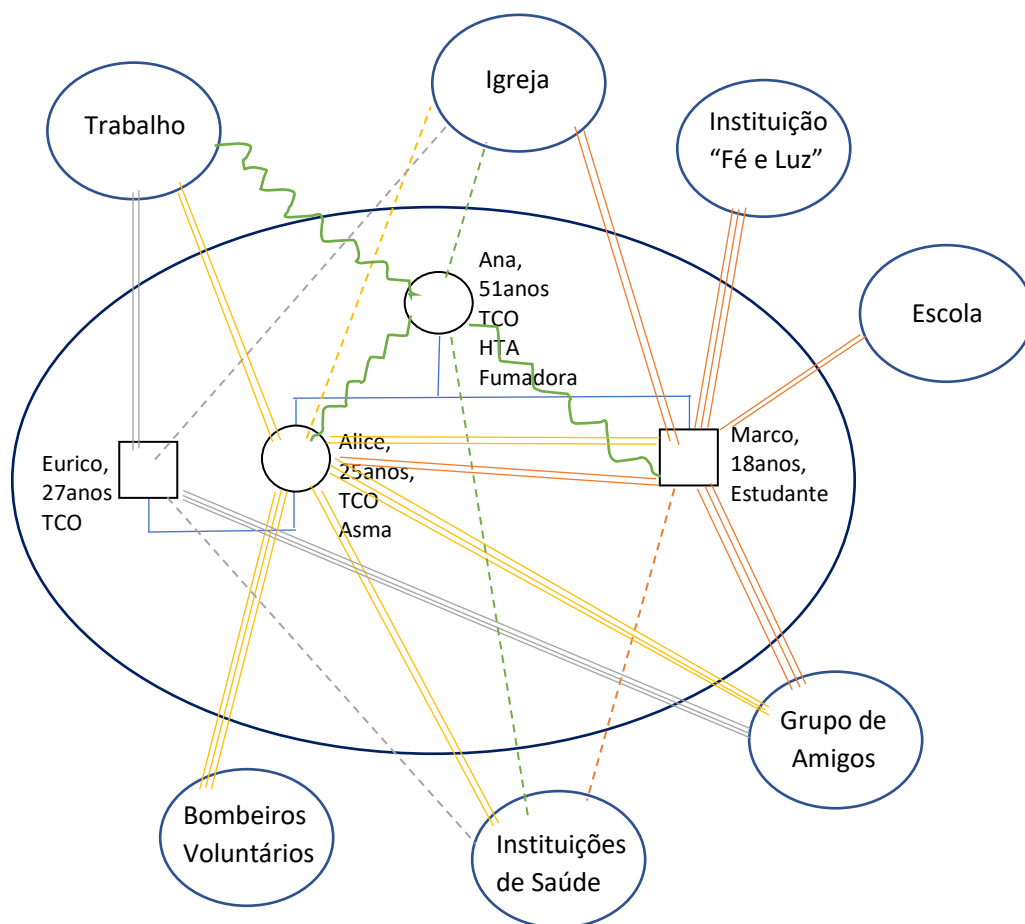 Igreja
Trabalho
Instituição
“Fé e Luz”
Escola
Ana,
51anos
TCO
HTA
Fumadora
Eurico,
27anos
TCO
Alice,
25anos,
TCO
Asma
Marco,
18anos,
Estudante
Grupo de
Amigos
Bombeiros
Voluntários
Instituições
de Saúde